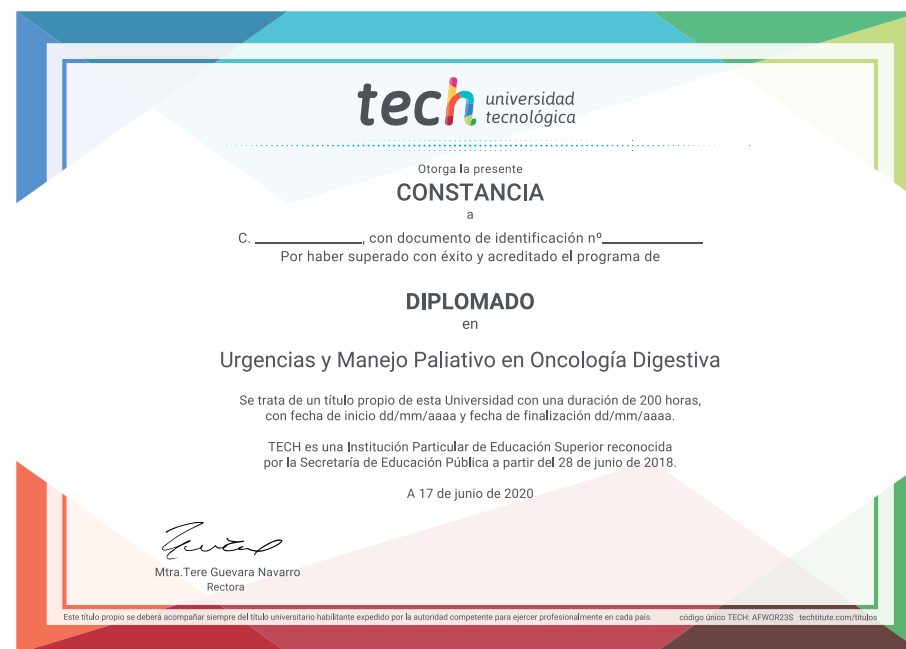 tech universidad
tecnológica
Otorga la presente
CONSTANCIA
a
C. ____________, con documento de identificación nº____________
Por haber superado con éxito y acreditado el programa de
DIPLOMADO
en
Urgencias y Manejo Paliativo en Oncología Digestiva
Se trata de un título propio de esta Universidad con una duración de 200 horas,
con fecha de inicio dd/mm/aaaa y fecha de finalización dd/mm/aaaa.
TECH es una Institución Particular de Educación Superior reconocida
por la Secretaría de Educación Pública a partir del 28 de junio de 2018.
A 17 de junio de 2020
Mtra.Tere Guevara Navarro
Rectora
Este título propio se deberá acompañar siempre del título universitario habilitante expedido por la autoridad competente para ejercer profesionalmente en cada país. código único TECH: AFWOR23S techtitute.com/titulos